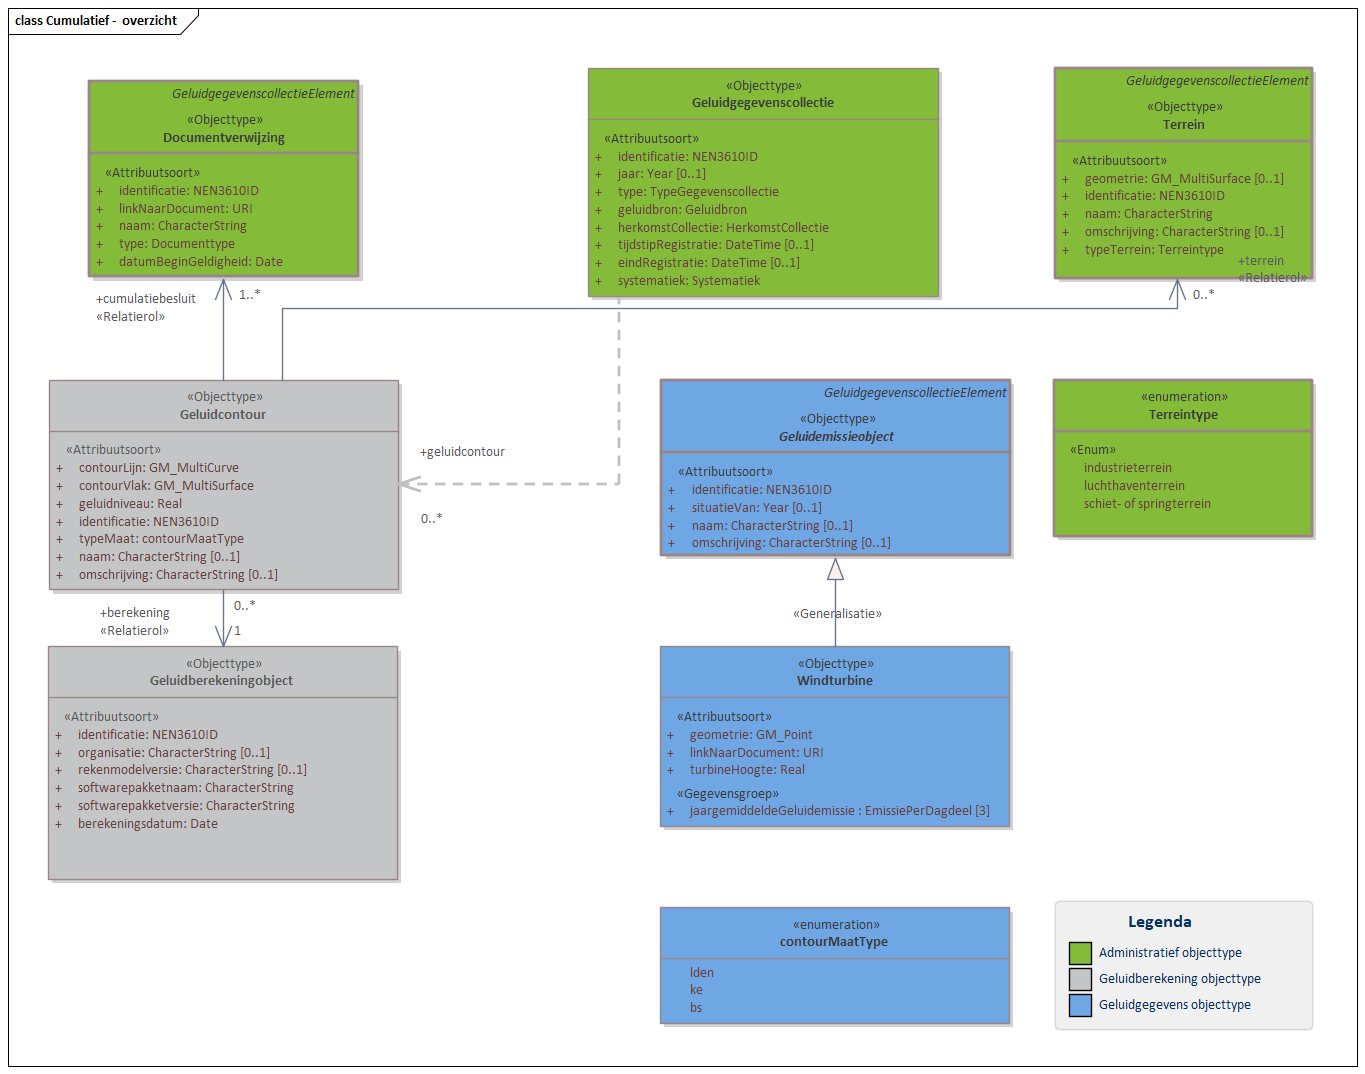 class Cumulatief - overzicht
GeluidgegevenscollectieElement
«Objecttype»
Documentverwijzing
«Attribuutsoort»
+ identificatie: NEN3610ID
+ linkNaarDocument: URI
+ naam: CharacterString
+ type: Documenttype
+ datumBeginGeldigheid: Date
«Objecttype»
Geluidgegevenscollectie
«Attribuutsoort»
+ identificatie: NEN3610ID
+ jaar: Year [0..1]
+ type: TypeGegevenscollectie
+ geluidbron: Geluidbron
+ herkomstCollectie: HerkomstCollectie
+ tijdstipRegistratie: DateTime [0..1]
+ eindRegistratie: DateTime [0..1]
+ systematiek: Systematiek
GeluidgegevenscollectieElement
«Objecttype»
Terrein
«Attribuutsoort»
+ geometrie: GM_MultiSurface [0..1]
+ identificatie: NEN3610ID
+ naam: CharacterString
+ omschrijving: CharacterString [0..1]
+ typeTerrein: Terreintype
+terrein
«Relatierol»
0..*
+cumulatiebesluit
«Relatierol»
1..*
«Objecttype»
Geluidcontour
«Attribuutsoort»
+ contourLijn: GM_MultiCurve
+ contourVlak: GM_MultiSurface
+ geluidniveau: Real
+ identificatie: NEN3610ID
+ typeMaat: contourMaatType
+ naam: CharacterString [0..1]
+ omschrijving: CharacterString [0..1]
+geluidcontour
0..*
GeluidgegevenscollectieElement
«Objecttype»
Geluidemissieobject
«Attribuutsoort»
+ identificatie: NEN3610ID
+ situatieVan: Year [0..1]
+ naam: CharacterString [0..1]
+ omschrijving: CharacterString [0..1]
«enumeration»
Terreintype
«Enum»
industrieterrein
luchthaventerrein
schiet- of springterrein
+berekening
«Relatierol»
0..*
1
«Generalisatie»
«Objecttype»
Geluidberekeningobject
«Attribuutsoort»
+ identificatie: NEN3610ID
+ organisatie: CharacterString [0..1]
+ rekenmodelversie: CharacterString [0..1]
+ softwarepakketnaam: CharacterString
+ softwarepakketversie: CharacterString
+ berekeningsdatum: Date
«Objecttype»
Windturbine
«Attribuutsoort»
+ geometrie: GM_Point
+ linkNaarDocument: URI
+ turbineHoogte: Real
«Gegevensgroep»
+ jaargemiddeldeGeluidemissie : EmissiePerDagdeel [3]
«enumeration»
contourMaatType
lden
ke
bs
Legenda
Administratief objecttype
Geluidberekening objecttype
Geluidgegevens objecttype